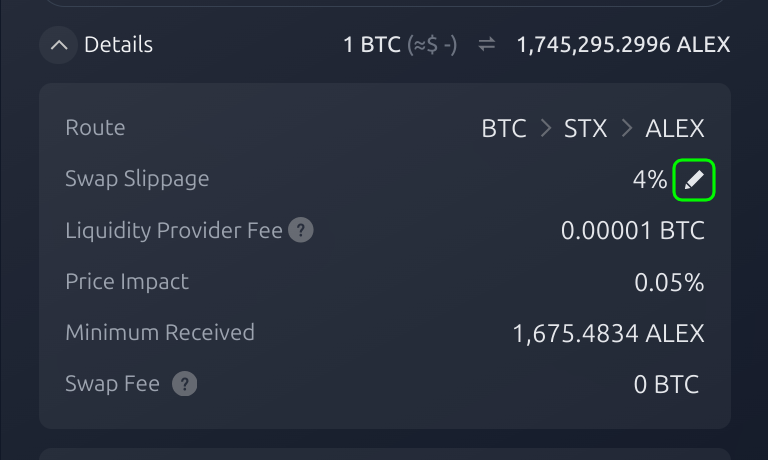 Details 1 BTC (≈$ -) ⇌ 1,745,295.2996 ALEX
Route BTC > STX > ALEX
Swap Slippage 4%
Liquidity Provider Fee ? 0.00001 BTC
Price Impact 0.05%
Minimum Received 1,675.4834 ALEX
Swap Fee ? 0 BTC